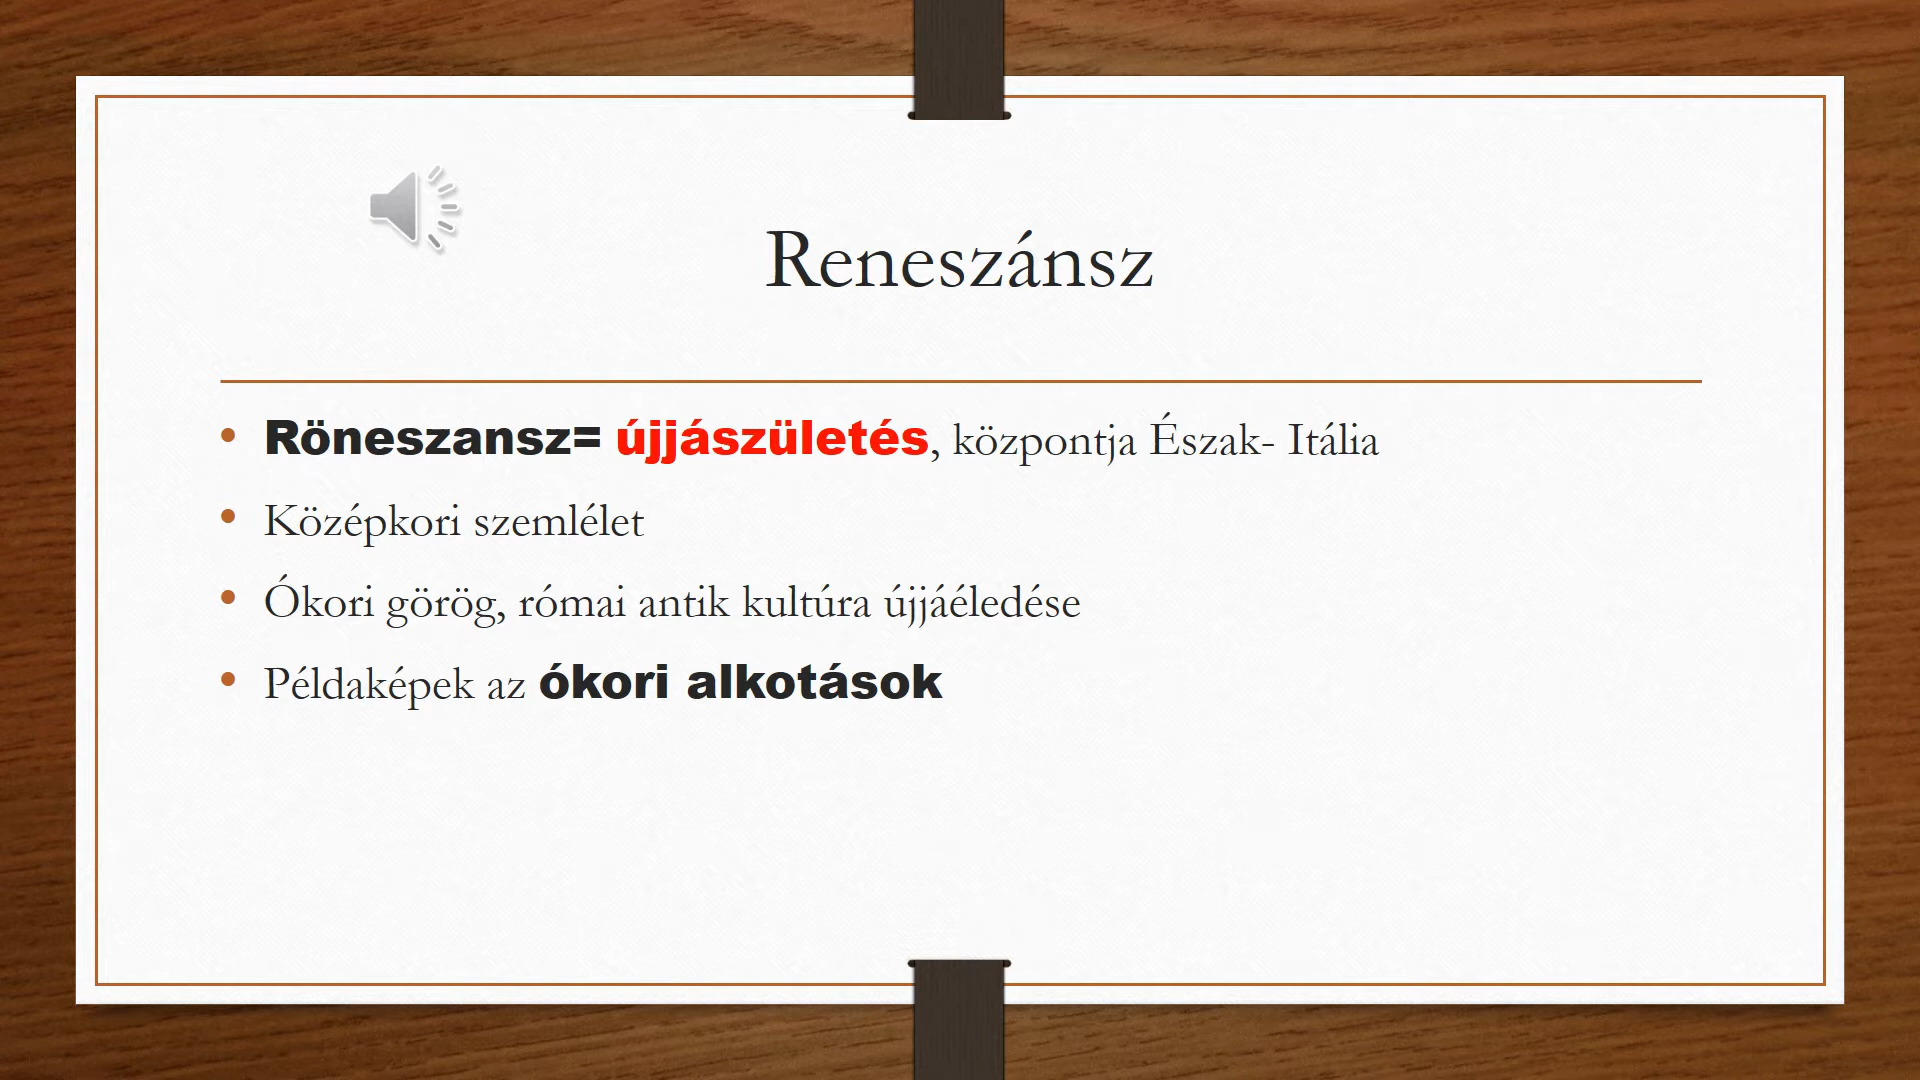 Reneszánsz
• Röneszansz= újjászületés, központja Észak- Itália
• Középkori szemlélet
• Ókori görög, római antik kultúra újjáéledése
• Példaképek az ókori alkotások